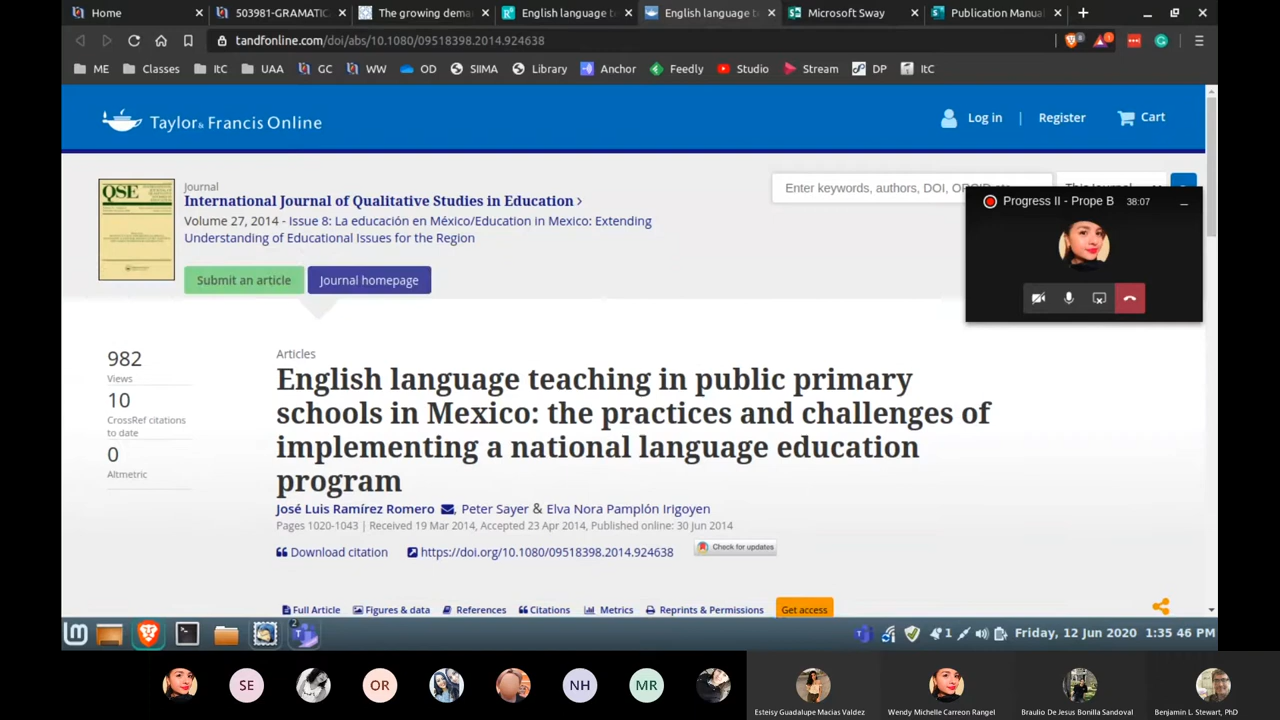 Home
503981-GRAMATIC
The growing dema
English language te
English language te
Microsoft Sway
Publication Manual
tandfonline.com/doi/abs/10.1080/09518398.2014.924638
ME Classes ItC UAA GC WW OD SIIMA Library Anchor Feedly Studio Stream DP ItC
Taylor & Francis Online
Log in | Register Cart
Journal
International Journal of Qualitative Studies in Education >
Volume 27, 2014 - Issue 8: La educación en México/Education in Mexico: Extending
Understanding of Educational Issues for the Region
Enter keywords, authors, DOI, ORCID, etc
This Journal
Submit an article
Journal homepage
QSE
Progress II - Prope B 38:07
982
Views
10
CrossRef citations
to date
0
Altmetric
Articles
English language teaching in public primary
schools in Mexico: the practices and challenges of
implementing a national language education
program
José Luis Ramírez Romero , Peter Sayer & Elva Nora Pamplón Irigoyen
Pages 1020-1043 | Received 19 Mar 2014, Accepted 23 Apr 2014, Published online: 30 Jun 2014
Download citation https://doi.org/10.1080/09518398.2014.924638 Check for updates
Full Article Figures & data References Citations Metrics Reprints & Permissions Get access
2
1 Friday, 12 Jun 2020 1:35 46 PM
SE
OR
NH
MR
Esteisy Guadalupe Macias Valdez
Wendy Michelle Carreon Rangel
Braulio De Jesus Bonilla Sandoval
Benjamin L. Stewart, PhD